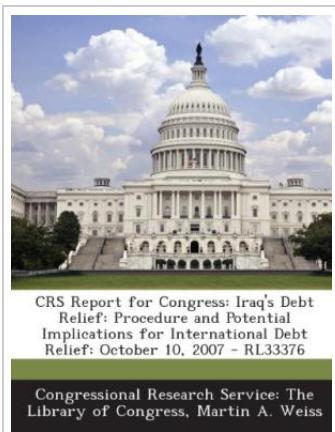 CRS Report for Congress: Iraq's Debt
Relief: Procedure and Potential
Implications for International Debt
Relief: October 10, 2007 - RL33376
Congressional Research Service: The
Library of Congress, Martin A. Weiss